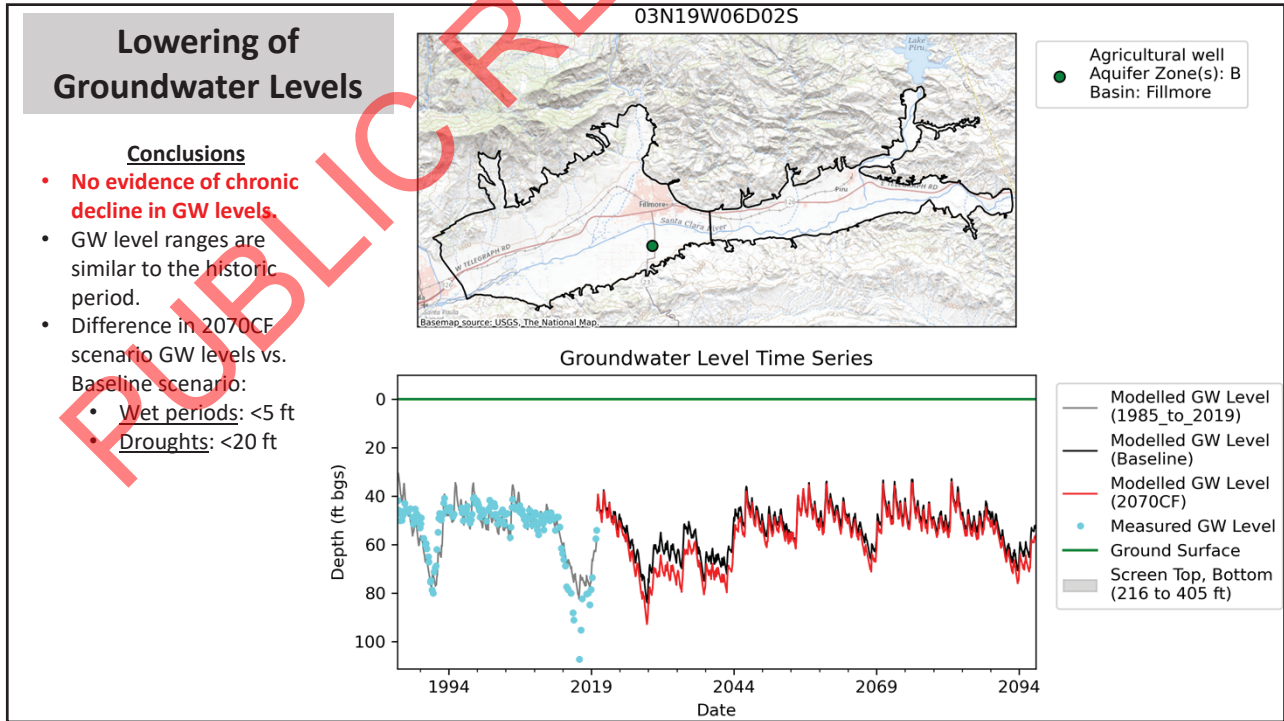 Lowering of
Groundwater Levels
Conclusions
• No evidence of chronic
decline in GW levels.
• GW level ranges are
similar to the historic
period.
• Difference in 2070CF
scenario GW levels vs.
Baseline scenario:
• Wet periods: <5 ft
• Droughts: <20 ft
PUBLIC RE
03N19W06D02S
Lake
Piru
Fillmore
Piru
E TELEGRAPH RD
Santa Clara River
W TELEGRAPH RD
Santa Paula
Basemap source: USGS, The National Map.
Agricultural well
Aquifer Zone(s): B
Basin: Fillmore
Groundwater Level Time Series
Depth (ft bgs)
0
20
40
60
80
100
1994
2019
2044
2069
2094
Date
Modelled GW Level
(1985_to_2019)
Modelled GW Level
(Baseline)
Modelled GW Level
(2070CF)
Measured GW Level
Ground Surface
Screen Top, Bottom
(216 to 405 ft)